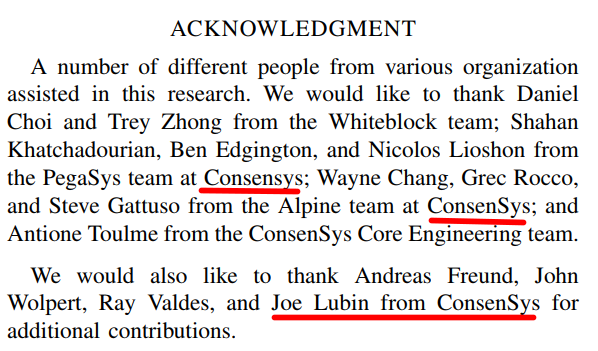 ACKNOWLEDGMENT
A number of different people from various organization
assisted in this research. We would like to thank Daniel
Choi and Trey Zhong from the Whiteblock team; Shahan
Khatchadourian, Ben Edgington, and Nicolos Lioshon from
the PegaSys team at Consensys; Wayne Chang, Grec Rocco,
and Steve Gattuso from the Alpine team at ConsenSys; and
Antione Toulme from the ConsenSys Core Engineering team.
We would also like to thank Andreas Freund, John
Wolpert, Ray Valdes, and Joe Lubin from ConsenSys for
additional contributions.